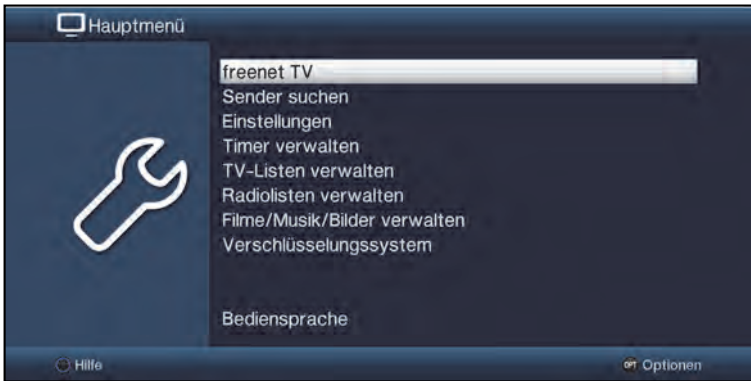 Hauptmenü
freenet TV
Sender suchen
Einstellungen
Timer verwalten
TV-Listen verwalten
Radiolisten verwalten
Filme/Musik/Bilder verwalten
Verschlüsselungssystem
Bediensprache
Hilfe
OPT Optionen